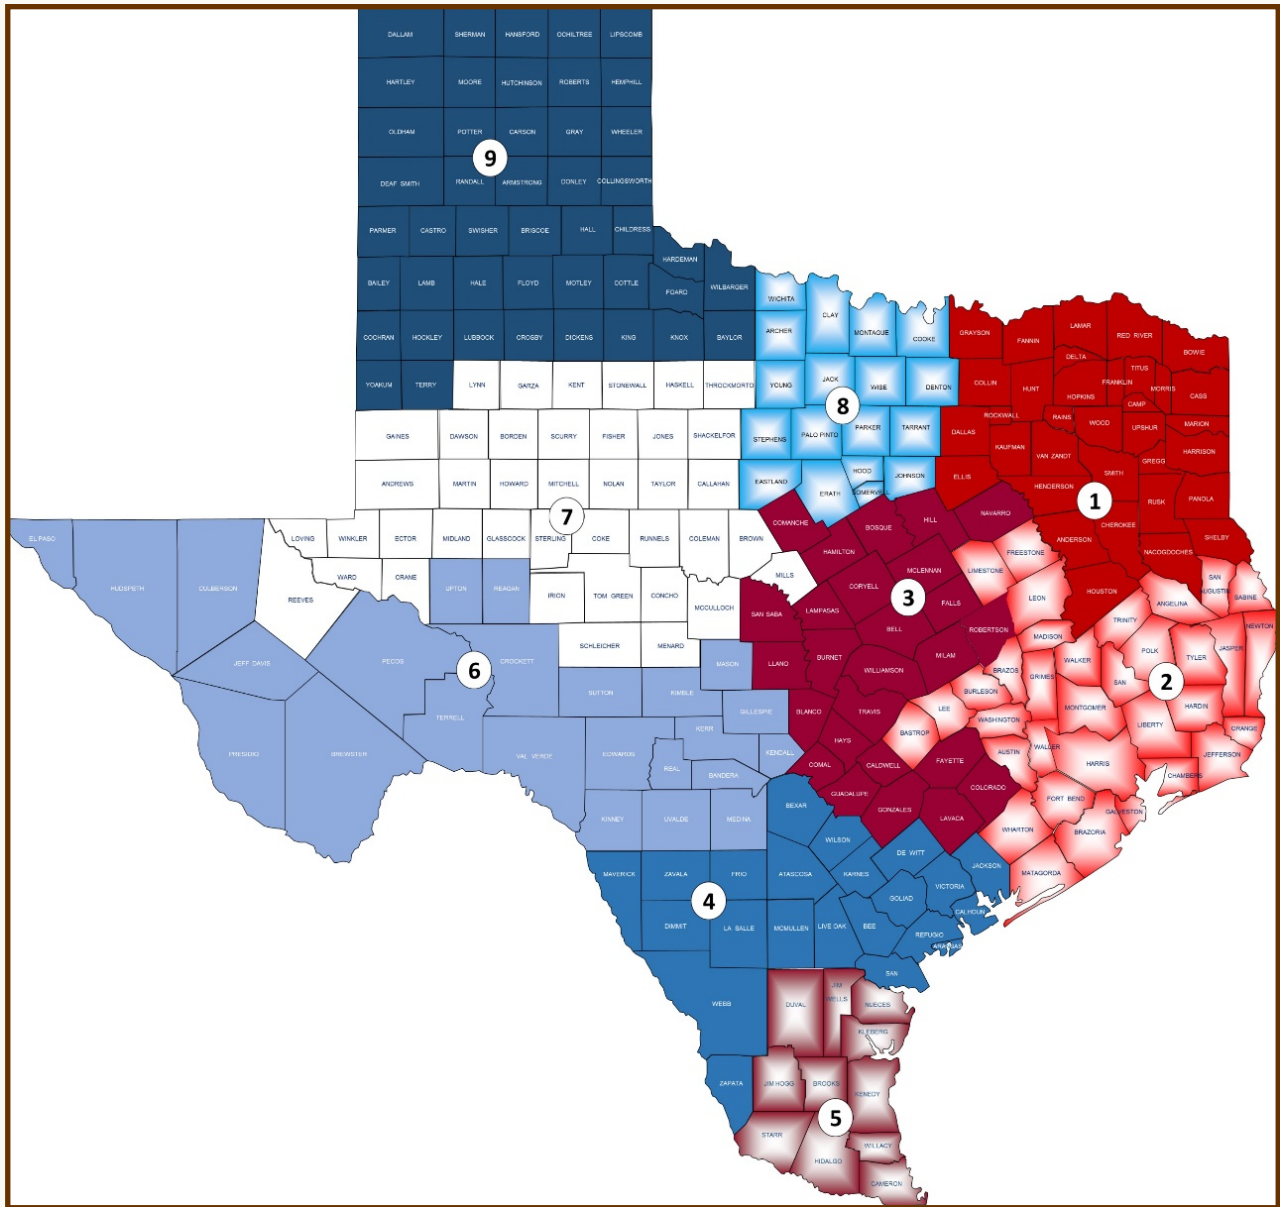 DALLAM SHERMAN HANSFORD OCHILTREE LIPSCOMB
HARTLEY MOORE HUTCHINSON ROBERTS HEMPHILL
OLDHAM POTTER CARSON GRAY WHEELER
9
DEAF SMITH RANDALL ARMSTRONG DONLEY COLLINGSWORTH
PARMER CASTRO SWISHER BRISCOE HALL CHILDRESS
HARDEMAN
BAILEY LAMB HALE FLOYD MOTLEY COTTLE FOARD WILBARGER
WICHITA CLAY
COCHRAN HOCKLEY LUBBOCK CROSBY DICKENS KING KNOX BAYLOR ARCHER MONTAGUE COOKE GRAYSON FANNIN LAMAR RED RIVER BOWIE
DELTA TITUS
YOAKUM TERRY LYNN GARZA KENT STONEWALL HASKELL THROCKMORTO YOUNG JACK WISE DENTON COLLIN HUNT HOPKINS FRANKLIN MORRIS CASS
8
CAMP
GAINES DAWSON BORDEN SCURRY FISHER JONES SHACKELFOR STEPHENS PALO PINTO PARKER TARRANT DALLAS ROCKWALL RAINS WOOD UPSHUR MARION
KAUFMAN VAN ZANDT GREGG HARRISON
ANDREWS MARTIN HOWARD MITCHELL NOLAN TAYLOR CALLAHAN EASTLAND ERATH HOOD SOMERVELL JOHNSON ELLIS HENDERSON SMITH RUSK PANOLA
1
7
EL PASO HUDSPETH CULBERSON LOVING WINKLER ECTOR MIDLAND GLASSCOCK STERLING COKE RUNNELS COLEMAN BROWN COMANCHE BOSQUE HILL NAVARRO ANDERSON CHEROKEE NACOGDOCHES SHELBY
HAMILTON FREESTONE
REEVES WARD CRANE UPTON REAGAN IRION TOM GREEN CONCHO MCCULLOCH MILLS CORYELL MCLENNAN LIMESTONE LEON HOUSTON ANGELINA SAN AUGUSTIN SABINE
3
SAN SABA LAMPASAS BELL FALLS ROBERTSON MADISON TRINITY NEWTON
SCHLEICHER MENARD
JEFF DAVIS PECOS CROCKETT MASON LLANO BURNET WILLIAMSON MILAM BRAZOS GRIMES WALKER POLK TYLER JASPER
6
SAN
2
SUTTON KIMBLE GILLESPIE BLANCO TRAVIS LEE BURLESON WASHINGTON MONTGOMER LIBERTY HARDIN ORANGE
TERRELL
PRESIDIO BREWSTER VAL VERDE EDWARDS KERR KENDALL HAYS BASTROP AUSTIN WALLER HARRIS JEFFERSON
REAL BANDERA COMAL CALDWELL FAYETTE CHAMBERS
KINNEY UVALDE MEDINA BEXAR GUADALUPE GONZALES COLORADO LAVACA WHARTON FORT BEND GALVESTON
BRAZORIA
WILSON DE WITT JACKSON MATAGORDA
MAVERICK ZAVALA FRIO ATASCOSA KARNES VICTORIA
4
GOLIAD CALHOUN
DIMMIT LA SALLE MCMULLEN LIVE OAK BEE REFUGIO
ARANSAS
SAN
WEBB DUVAL JIM WELLS NUECES
KLEBERG
ZAPATA JIM HOGG BROOKS KENEDY
5
STARR HIDALGO WILLACY
CAMERON